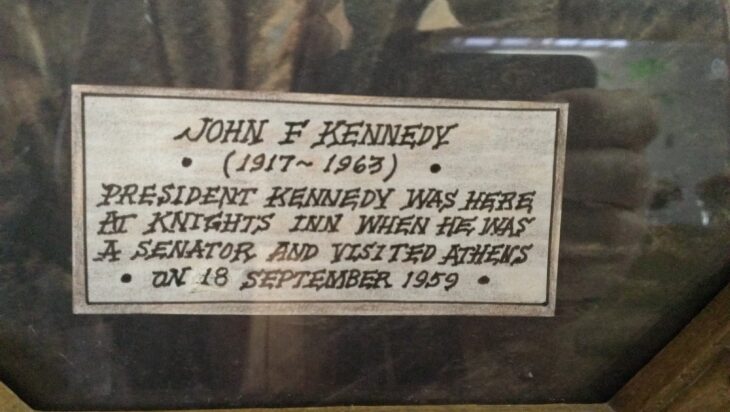 JOHN F KENNEDY
• (1917~1963) •
PRESIDENT KENNEDY WAS HERE
AT KNIGHTS INN WHEN HE WAS
A SENATOR AND VISITED ATHENS
• ON 18 SEPTEMBER 1959 •